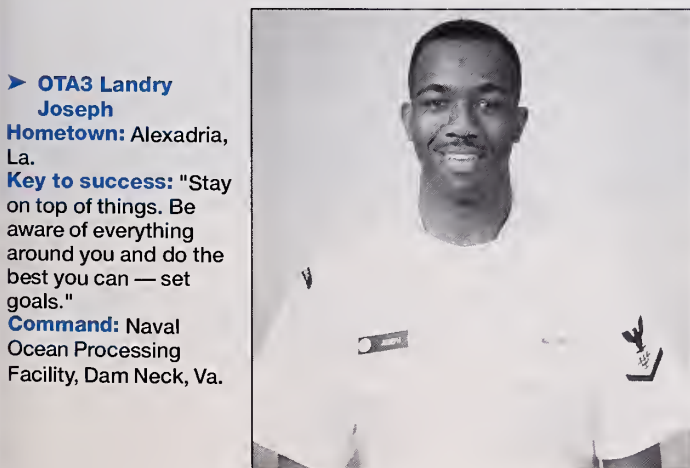 ➤ OTA3 Landry
Joseph
Hometown: Alexadria,
La.
Key to success: "Stay
on top of things. Be
aware of everything
around you and do the
best you can — set
goals."
Command: Naval
Ocean Processing
Facility, Dam Neck, Va.
JOSEPH